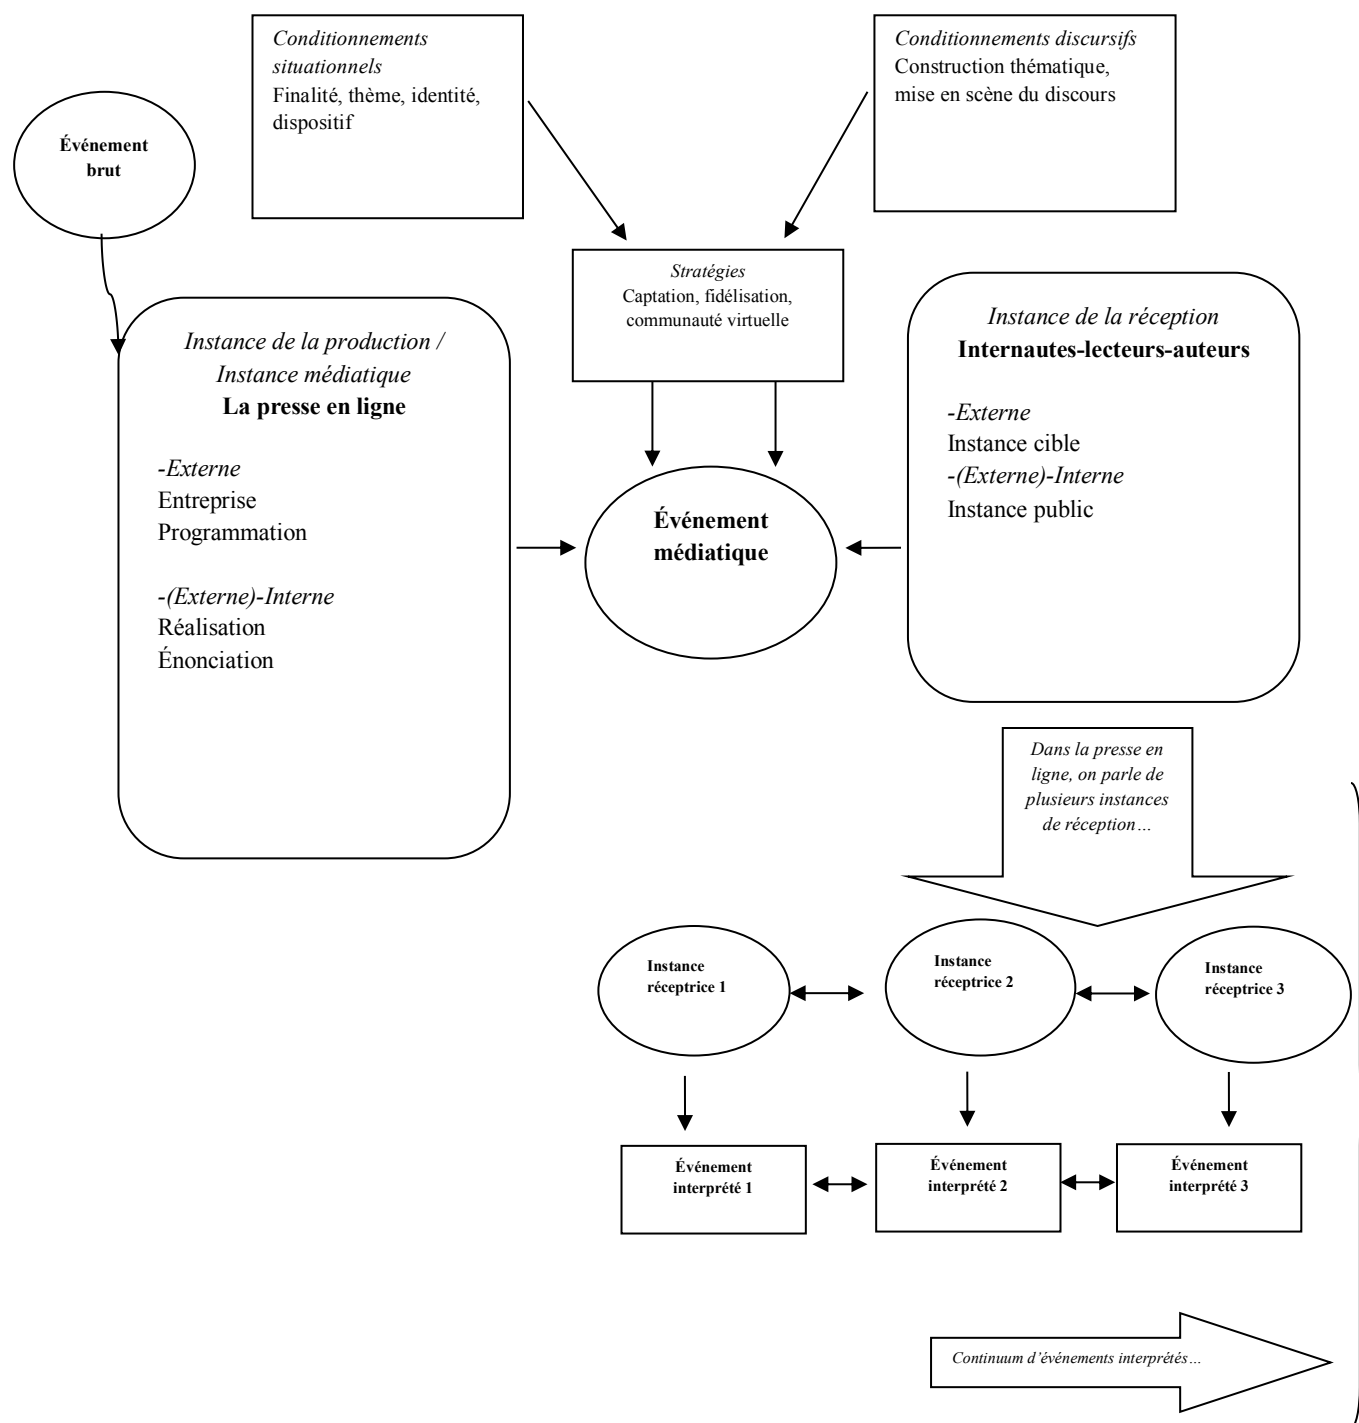 Conditionnements
situationnels
Finalité, thème, identité,
dispositif
Conditionnements discursifs
Construction thématique,
mise en scène du discours
Événement
brut
Stratégies
Captation, fidélisation,
communauté virtuelle
Instance de la production /
Instance médiatique
La presse en ligne
-Externe
Entreprise
Programmation
-(Externe)-Interne
Réalisation
Énonciation
Événement
médiatique
Instance de la réception
Internautes-lecteurs-auteurs
-Externe
Instance cible
-(Externe)-Interne
Instance public
Dans la presse en
ligne, on parle de
plusieurs instances
de réception…
Instance
réceptrice 1
Instance
réceptrice 2
Instance
réceptrice 3
Événement
interprété 1
Événement
interprété 2
Événement
interprété 3
Continuum d’événements interprétés…